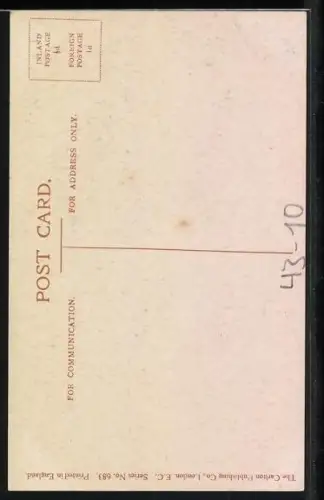 POST CARD.
FOR COMMUNICATION.
FOR ADDRESS ONLY.
INLAND
POSTAGE
½d
FOREIGN
POSTAGE
1d
The Carlton Publishing Co., London. E.C. Series No. 683. Printed in England.
43-10